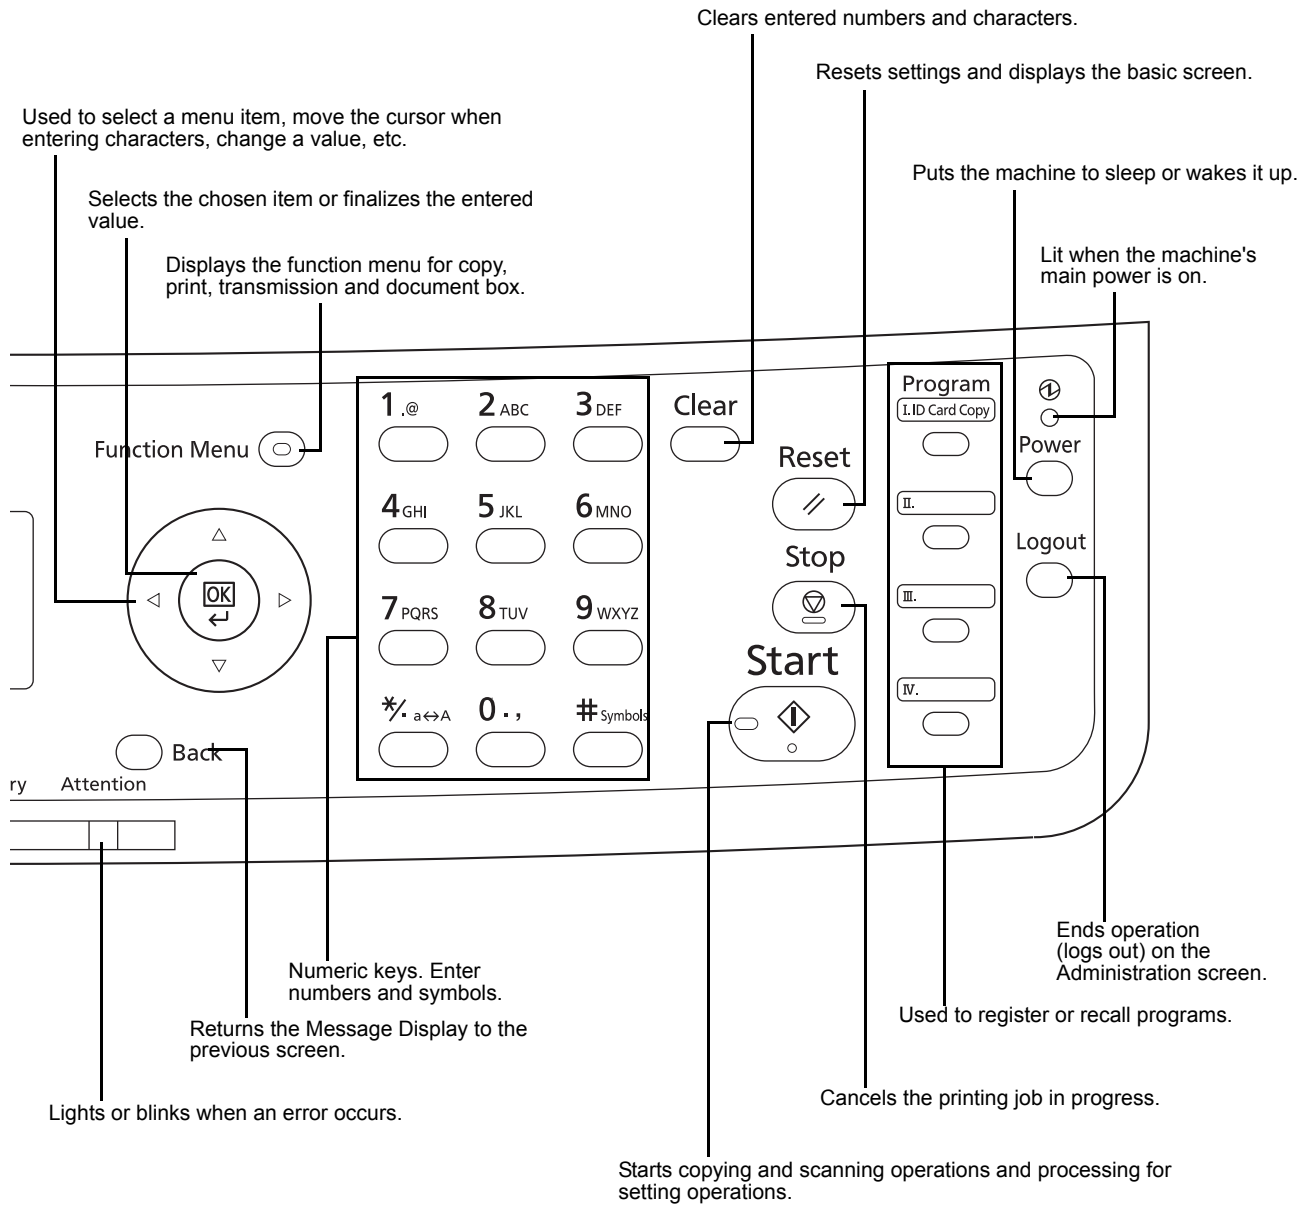 Clears entered numbers and characters.
Resets settings and displays the basic screen.
Used to select a menu item, move the cursor when
entering characters, change a value, etc.
Puts the machine to sleep or wakes it up.
Selects the chosen item or finalizes the entered
value.
Lit when the machine's
main power is on.
Displays the function menu for copy,
print, transmission and document box.
Function Menu
1 .@
2 ABC
3 DEF
4 GHI
5 JKL
6 MNO
7 PQRS
8 TUV
9 WXYZ
*/. a↔A
0 . ,
# Symbols
Clear
Reset
Stop
Start
Program
I. ID Card Copy
II.
III.
IV.
Power
Logout
OK
Back
ry
Attention
Ends operation
(logs out) on the
Administration screen.
Numeric keys. Enter
numbers and symbols.
Used to register or recall programs.
Returns the Message Display to the
previous screen.
Cancels the printing job in progress.
Lights or blinks when an error occurs.
Starts copying and scanning operations and processing for
setting operations.